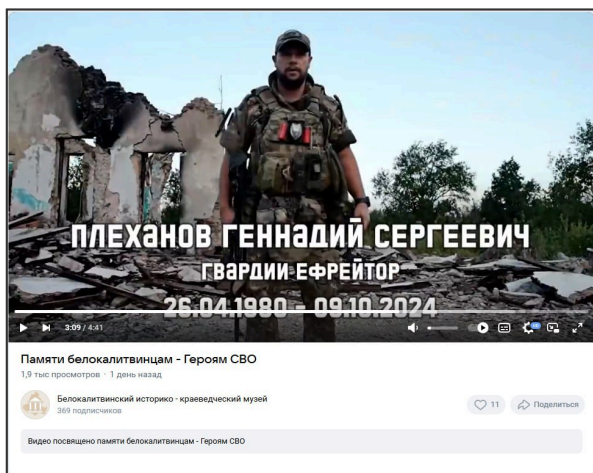 ПЛЕХАНОВ ГЕННАДИЙ СЕРГЕЕВИЧ
ГВАРДИИ ЕФРЕЙТОР
26.04.1980 - 09.10.2024
3:09 / 4:41
Памяти белокалитвинцам - Героям СВО
1,9 тыс просмотров · 1 день назад
Белокалитвинский историко - краеведческий музей
369 подписчиков
11
Поделиться
Видео посвящено памяти белокалитвинцам - Героям СВО